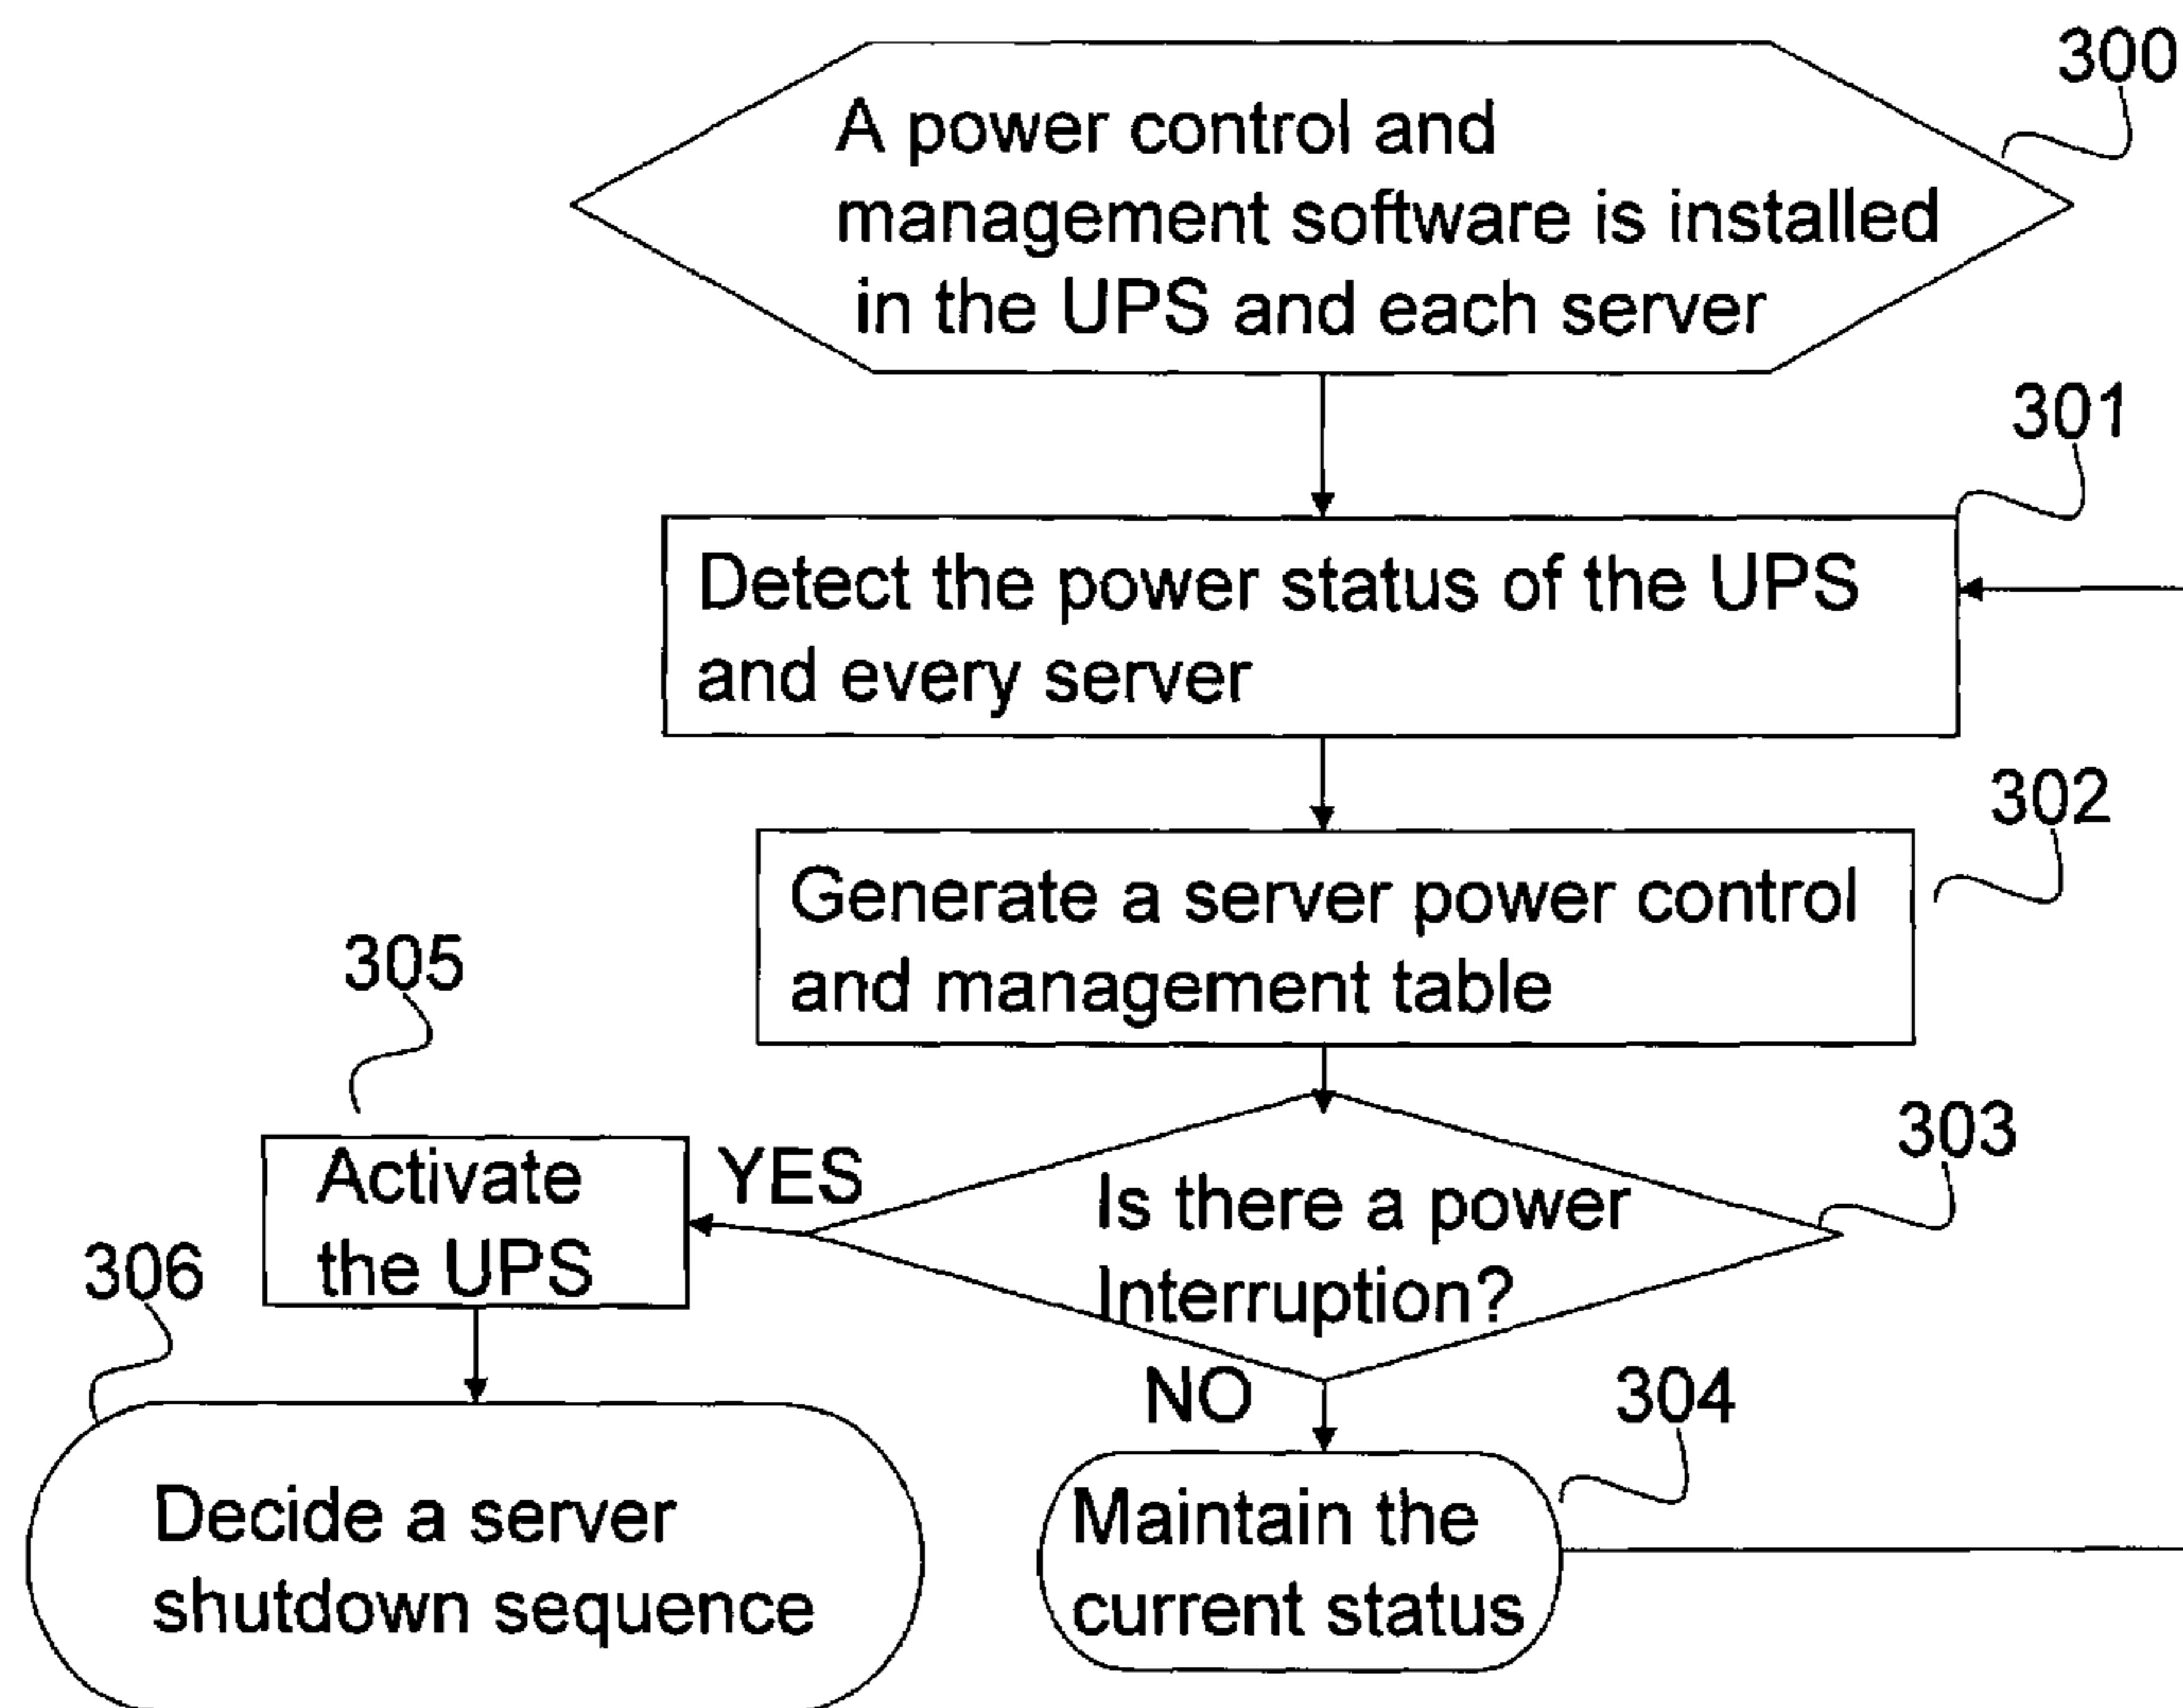 300
A power control and
management software is installed
in the UPS and each server
301
Detect the power status of the UPS
and every server
302
Generate a server power control
and management table
303
Is there a power
Interruption?
YES
305
Activate
the UPS
306
Decide a server
shutdown sequence
NO
304
Maintain the
current status